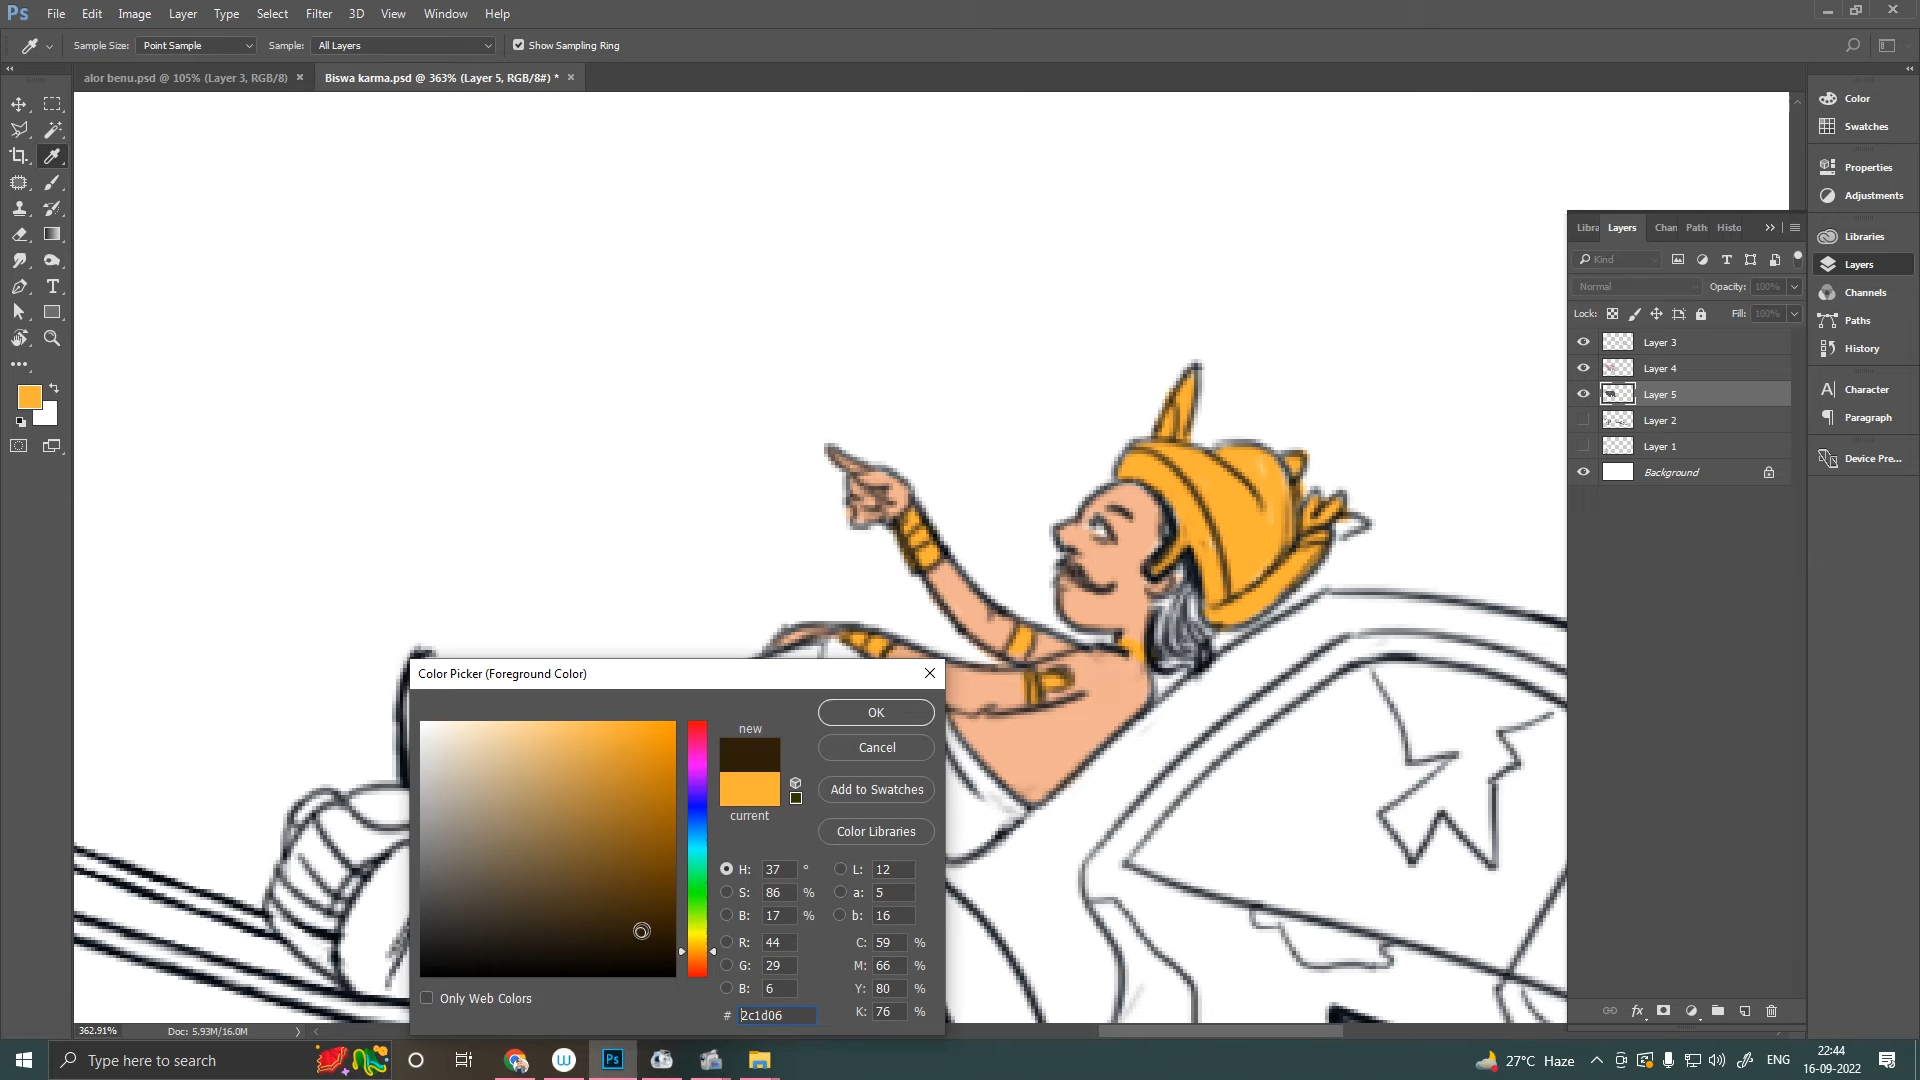 Ps File Edit Image Layer Type Select Filter 3D View Window Help
Sample Size: Point Sample Sample: All Layers Show Sampling Ring
alor benu.psd @ 105% (Layer 3, RGB/8) × Biswa karma.psd @ 363% (Layer 5, RGB/8#) * ×
Color
Swatches
Properties
Adjustments
Libraries
Layers
Channels
Paths
History
Character
Paragraph
Device Pre...
Libra Layers Chan Path Histo
Kind
Normal Opacity: 100%
Lock: Fill: 100%
Layer 3
Layer 4
Layer 5
Layer 2
Layer 1
Background
Color Picker (Foreground Color)
new
current
OK
Cancel
Add to Swatches
Color Libraries
H: 37 ° L: 12
S: 86 % a: 5
B: 17 % b: 16
R: 44 C: 59 %
G: 29 M: 66 %
B: 6 Y: 80 %
# 2c1d06 K: 76 %
Only Web Colors
362.91% Doc: 5.93M/16.0M
Type here to search
Ps
27°C Haze
ENG
22:44
16-09-2022